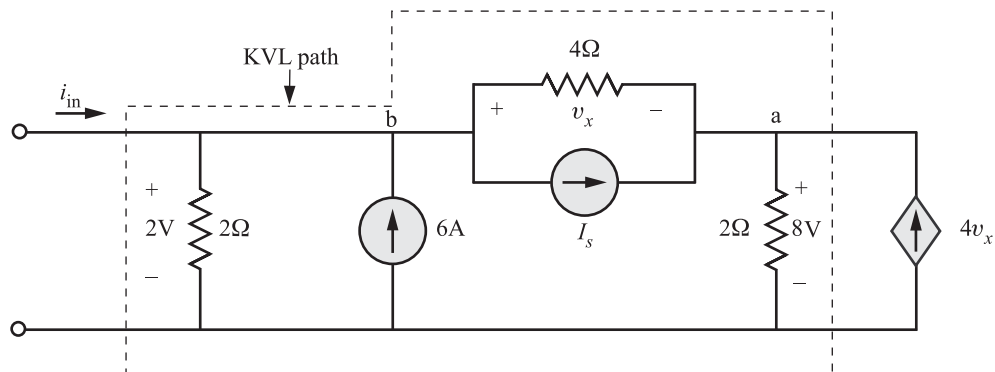 KVL path
i_in
b
4Ω
+ v_x −
a
I_s
+
2V
−
2Ω
6A
2Ω
+
8V
−
4v_x